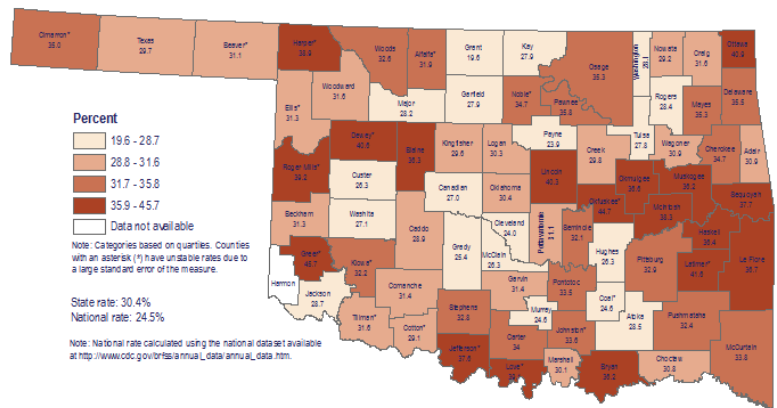 Cimarron*
35.0
Texas
29.7
Beaver*
31.1
Harper*
Woods
32.6
Alfalfa*
31.9
Grant
19.6
Kay
27.9
Osage
35.3
Washington
Nowata
29.2
Craig
31.6
Ottawa
40.9
Ellis*
31.3
Woodward
31.6
Major
28.2
Garfield
27.9
Noble*
34.7
Pawnee
35.8
Rogers
28.4
Mayes
35.3
Delaware
35.5
Percent
19.6 - 28.7
28.8 - 31.6
31.7 - 35.8
35.9 - 45.7
Data not available
Note: Categories based on quartiles. Counties
with an asterisk (*) have unstable rates due to
a large standard error of the measure.
State rate: 30.4%
National rate: 24.5%
Note: National rate calculated using the national dataset available
at http://www.cdc.gov/brfss/annual_data/annual_data.htm.
Roger Mills*
39.2
Dewey*
40.6
Blaine
36.3
Kingfisher
29.6
Logan
30.3
Payne
23.9
Creek
29.8
Tulsa
27.8
Wagoner
30.9
Cherokee
34.7
Adair
30.9
Custer
26.3
Canadian
27.0
Oklahoma
30.4
Lincoln
40.3
Okfuskee*
44.7
Okmulgee
36.6
Muskogee
36.2
McIntosh
38.3
Sequoyah
37.7
Beckham
31.3
Washita
27.1
Caddo
28.9
Grady
25.4
McClain
26.3
Cleveland
24.0
Pottawatomie
31.1
Seminole
32.1
Hughes
26.3
Pittsburg
32.9
Haskell
36.4
Latimer*
41.6
Le Flore
36.7
Greer*
45.7
Kiowa*
32.2
Harmon
Jackson
28.7
Tillman*
31.6
Comanche
31.4
Cotton*
29.1
Stephens
32.8
Jefferson*
37.6
Garvin
31.4
Murray
24.6
Carter
34
Love*
Pontotoc
33.5
Johnston*
33.6
Marshall
30.1
Coal*
24.6
Atoka
28.5
Bryan
36.2
Pushmataha
32.4
Choctaw
30.8
McCurtain
33.8